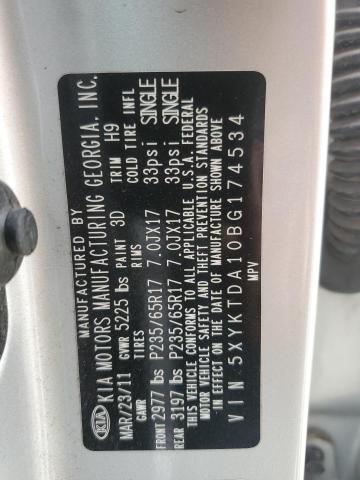 KIA
MANUFACTURED BY
KIA MOTORS MANUFACTURING GEORGIA, INC.
MAR/23/11 GVWR 5225 lbs PAINT 3D TRIM H9
GAWR TIRES RIMS COLD TIRE INFL
FRONT 2977 lbs P235/65R17 7.0JX17 33psi SINGLE
REAR 3197 lbs P235/65R17 7.0JX17 33psi SINGLE
THIS VEHICLE CONFORMS TO ALL APPLICABLE U.S.A. FEDERAL
MOTOR VEHICLE SAFETY AND THEFT PREVENTION STANDARDS
IN EFFECT ON THE DATE OF MANUFACTURE SHOWN ABOVE.
VIN 5XYKTDA10BG174534
MPV